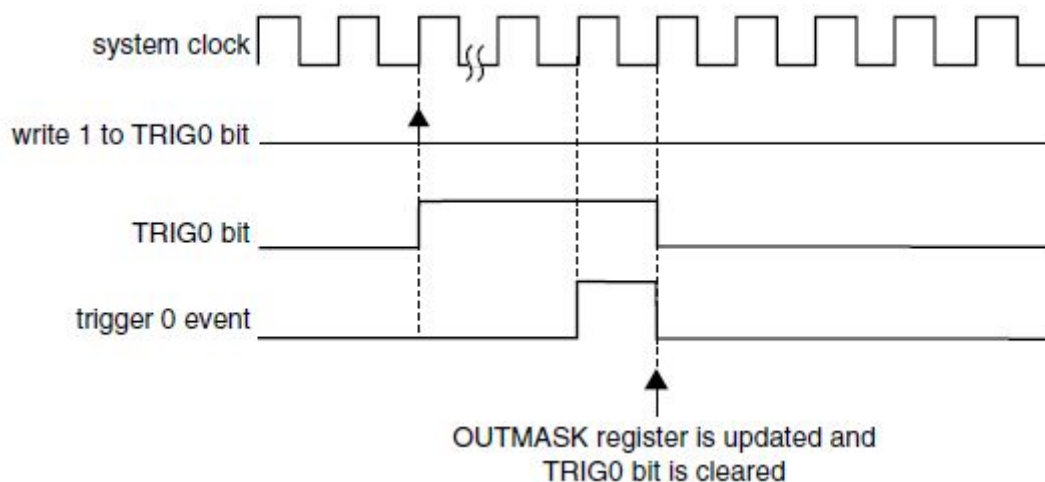 system clock
write 1 to TRIG0 bit
TRIG0 bit
trigger 0 event
OUTMASK register is updated and
TRIG0 bit is cleared